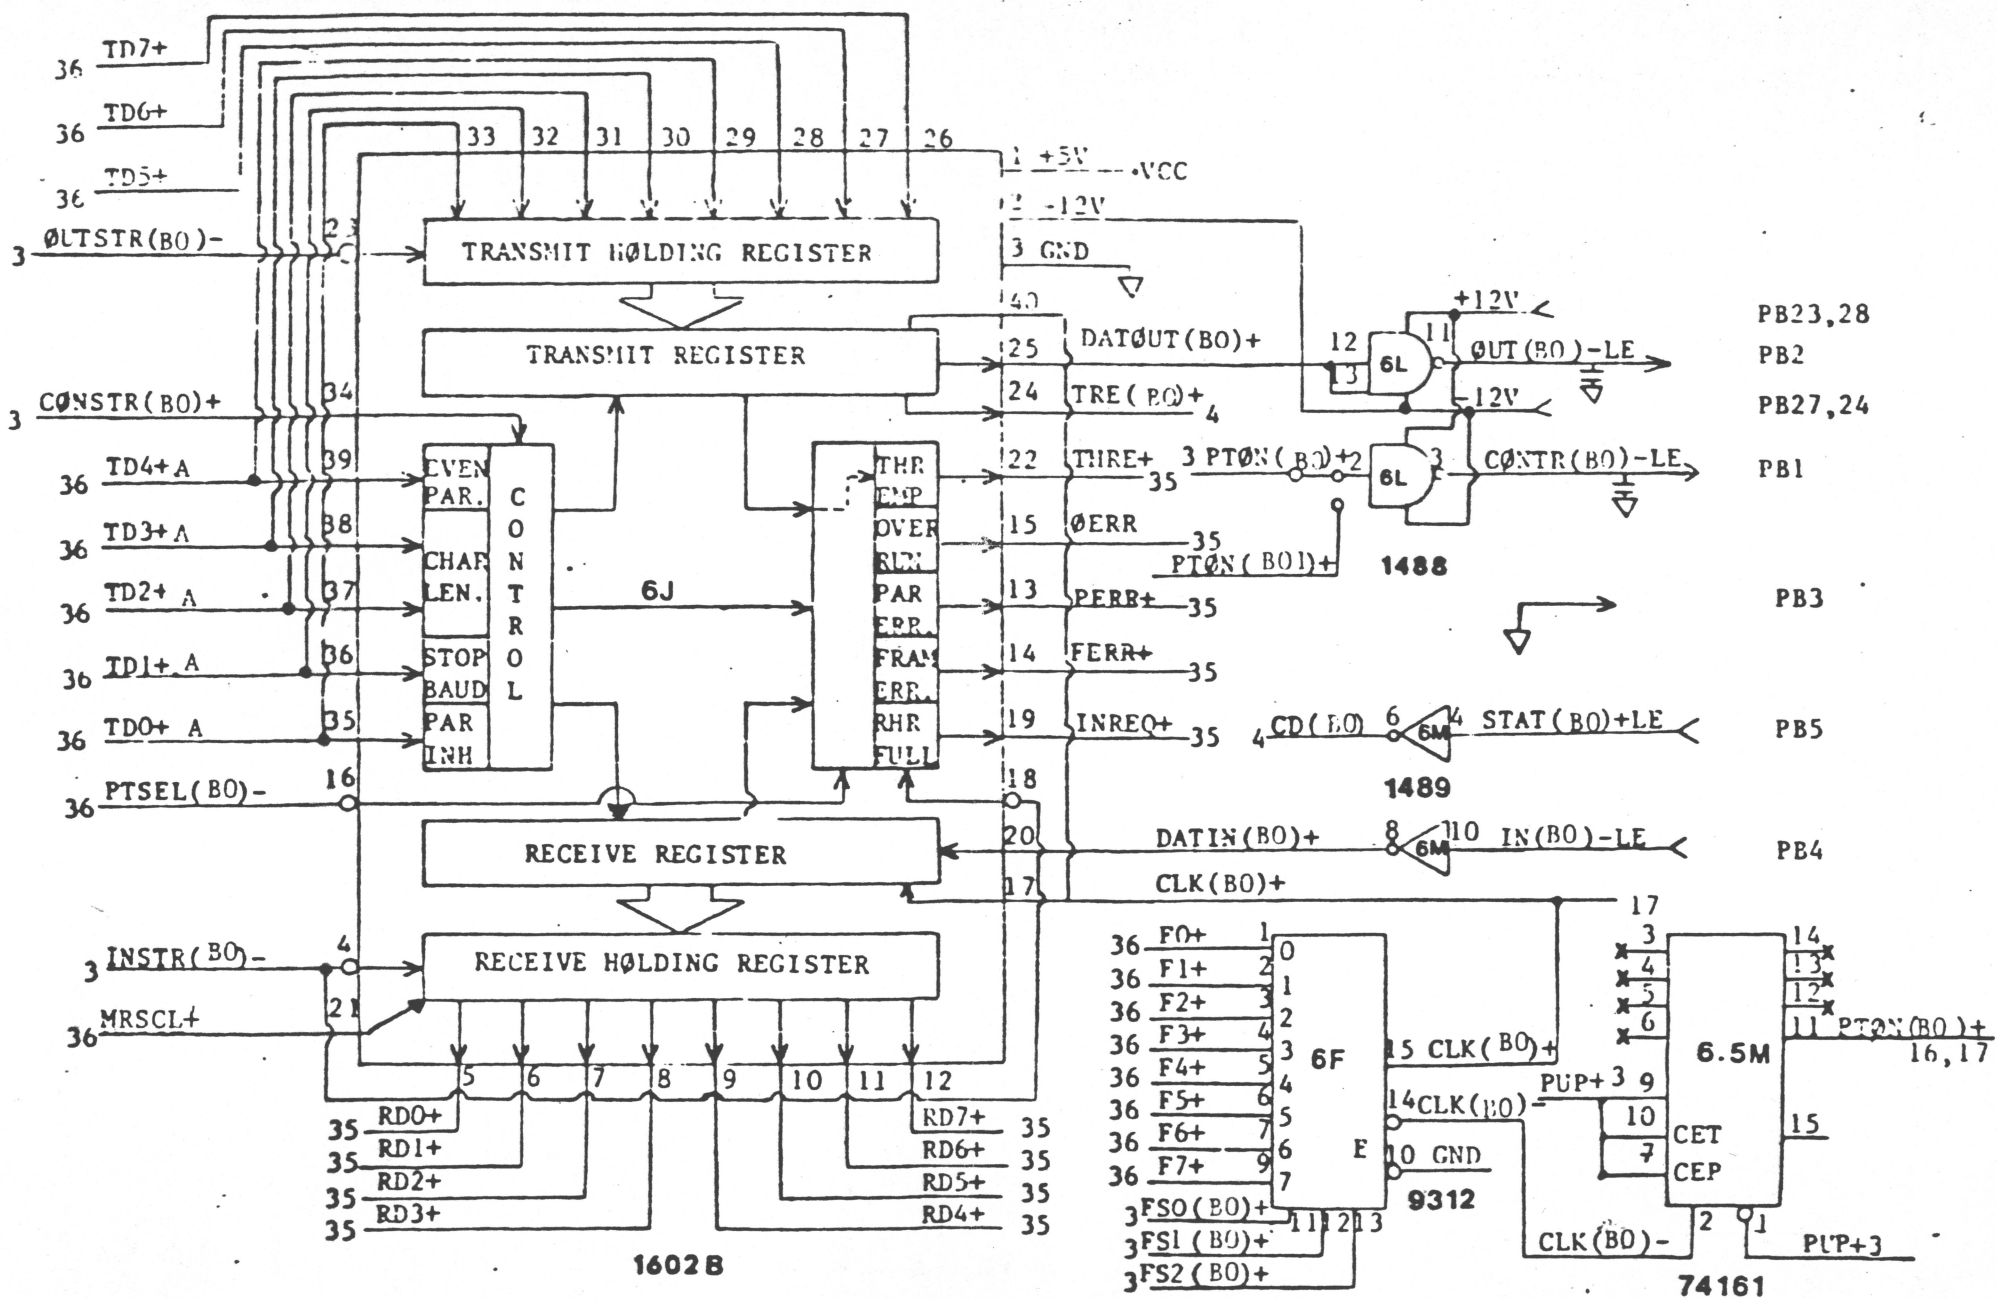 36 TD7+
36 TD6+
36 TD5+
33 32 31 30 29 28 27 26
1 +5V VCC
2 -12V
3 GND
3 ØUTSTR(BO)- 23
TRANSMIT HØLDING REGISTER
40
TRANSMIT REGISTER
25 DATØUT(BO)+
24 TRE(BO)+ 4
12 13 6L 11 ØUT(BO)-LE PB2
+12V PB23,28
-12V PB27,24
3 CØNSTR(BO)+ 34
36 TD4+ A 39
EVEN PAR.
36 TD3+ A 38
CHAR LEN.
36 TD2+ A 37
36 TD1+ A 36
STOP BAUD
36 TD0+ A 35
PAR INH
CONTROL
6J
THR EMP
22 THRE+ 35
OVER RUN
15 ØERR 35
PAR ERR.
13 PERR+ 35
FRAM ERR.
14 FERR+ 35
RHR FULL
19 INREQ+ 35
3 PTØN(BO)+ 2 6L 3 CØNTR(BO)-LE PB1
PTØN(BO1)+
1488
PB3
4 CD(BO) 6 6M 4 STAT(BO)+LE PB5
1489
36 PTSEL(BO)- 16
18
RECEIVE REGISTER
20 DATIN(BO)+ 8 6M 10 IN(BO)-LE PB4
17 CLK(BO)+ 17
3 INSTR(BO)- 4
RECEIVE HØLDING REGISTER
36 MRSCL+ 21
5 6 7 8 9 10 11 12
35 RD0+ RD7+ 35
35 RD1+ RD6+ 35
35 RD2+ RD5+ 35
35 RD3+ RD4+ 35
1602B
36 F0+ 1 0
36 F1+ 2 1
36 F2+ 3 2
36 F3+ 4 3
36 F4+ 5 4
36 F5+ 6 5
36 F6+ 7 6
36 F7+ 9 7
6F
15 CLK(BO)+
14 CLK(BO)-
E 10 GND
9312
3 FS0(BO)+ 11 12 13
3 FS1(BO)+
3 FS2(BO)+
3 14
4 13
5 12
6 11 PTØN(BO)+
16,17
6.5M
PUP+3 9
10 CET 15
7 CEP
2 1
CLK(BO)- PUP+3
74161